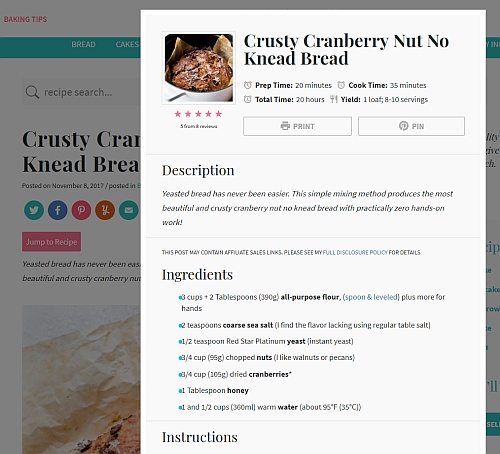 BAKING TIPS
BREAD
CAKES
recipe search...
Crusty Cran
Knead Brea
Posted on November 8, 2017 / posted in
Jump to Recipe
Yeasted bread has never been easier. This
beautiful and crusty cranberry nut
Crusty Cranberry Nut No
Knead Bread
Prep Time: 20 minutes Cook Time: 35 minutes
Total Time: 20 hours Yield: 1 loaf; 8-10 servings
5 from 8 reviews
PRINT
PIN
Description
Yeasted bread has never been easier. This simple mixing method produces the most
beautiful and crusty cranberry nut no knead bread with practically zero hands-on
work!
THIS POST MAY CONTAIN AFFILIATE SALES LINKS. PLEASE SEE MY FULL DISCLOSURE POLICY FOR DETAILS
Ingredients
3 cups + 2 Tablespoons (390g) all-purpose flour, (spoon & leveled) plus more for
hands
2 teaspoons coarse sea salt (I find the flavor lacking using regular table salt)
1/2 teaspoon Red Star Platinum yeast (instant yeast)
3/4 cup (95g) chopped nuts (I like walnuts or pecans)
3/4 cup (105g) dried cranberries*
1 Tablespoon honey
1 and 1/2 cups (360ml) warm water (about 95°F (35°C))
Instructions